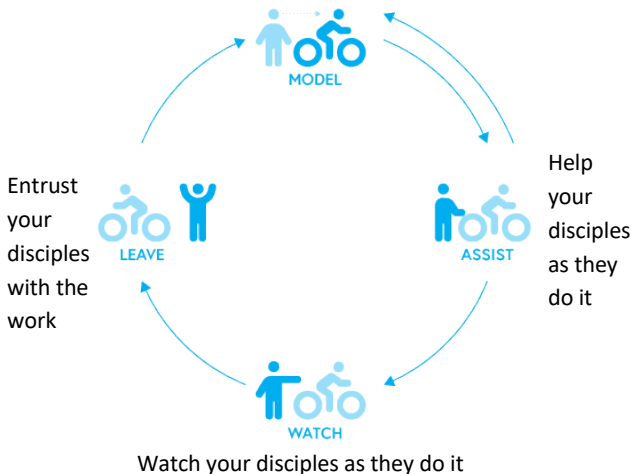 MODEL
Help
your
disciples
as they
do it
ASSIST
Entrust
your
disciples
with the
work
LEAVE
WATCH
Watch your disciples as they do it